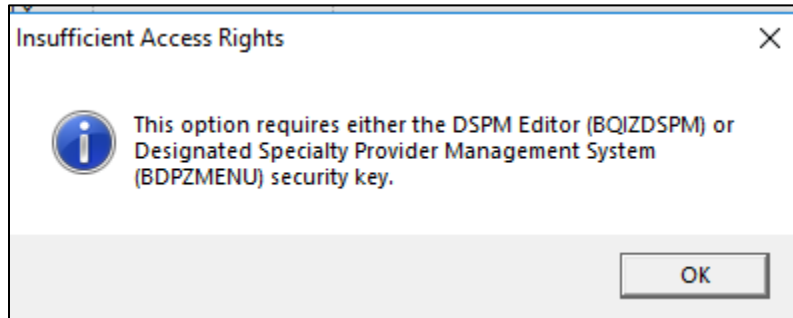 Insufficient Access Rights
This option requires either the DSPM Editor (BQIZDSPM) or
Designated Specialty Provider Management System
(BDPZMENU) security key.
OK